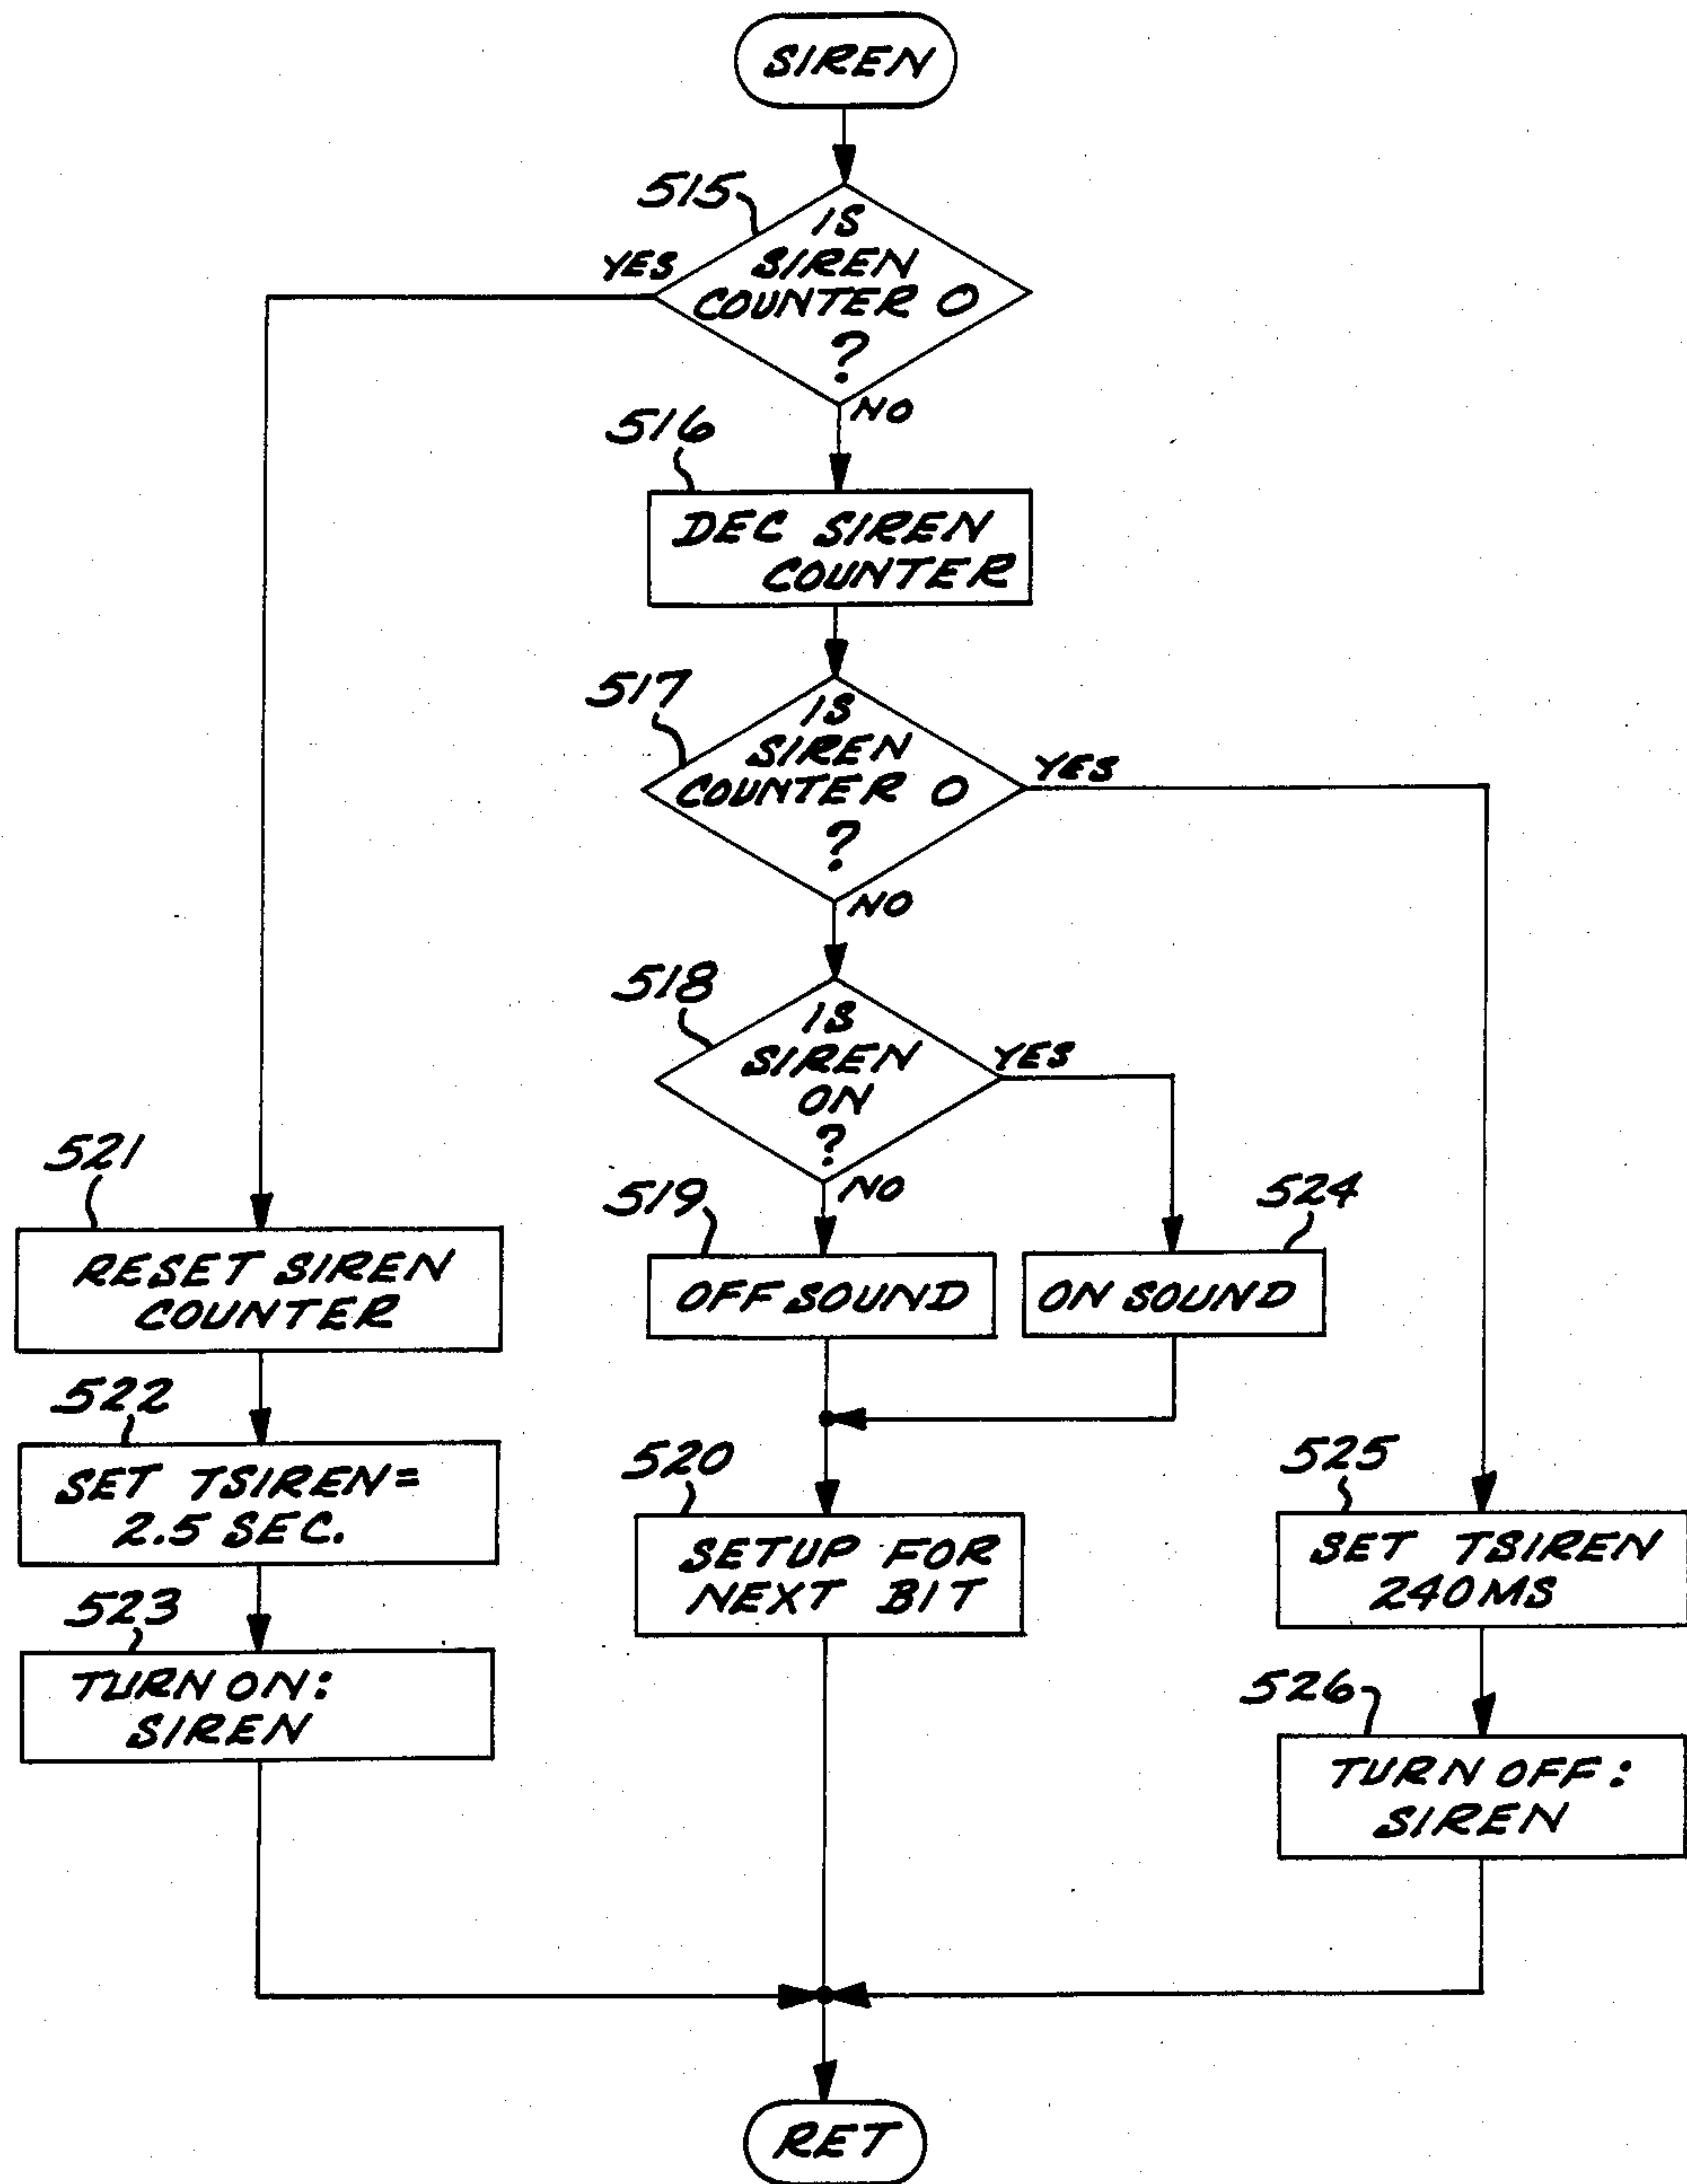 SIREN
515
IS
SIREN
COUNTER 0
?
YES
NO
516
DEC SIREN
COUNTER
517
IS
SIREN
COUNTER 0
?
YES
NO
518
IS
SIREN
ON
?
YES
NO
521
RESET SIREN
COUNTER
519
OFF SOUND
524
ON SOUND
522
SET TSIREN=
2.5 SEC.
520
SETUP FOR
NEXT BIT
525
SET TSIREN
240MS
523
TURN ON:
SIREN
526
TURN OFF:
SIREN
RET